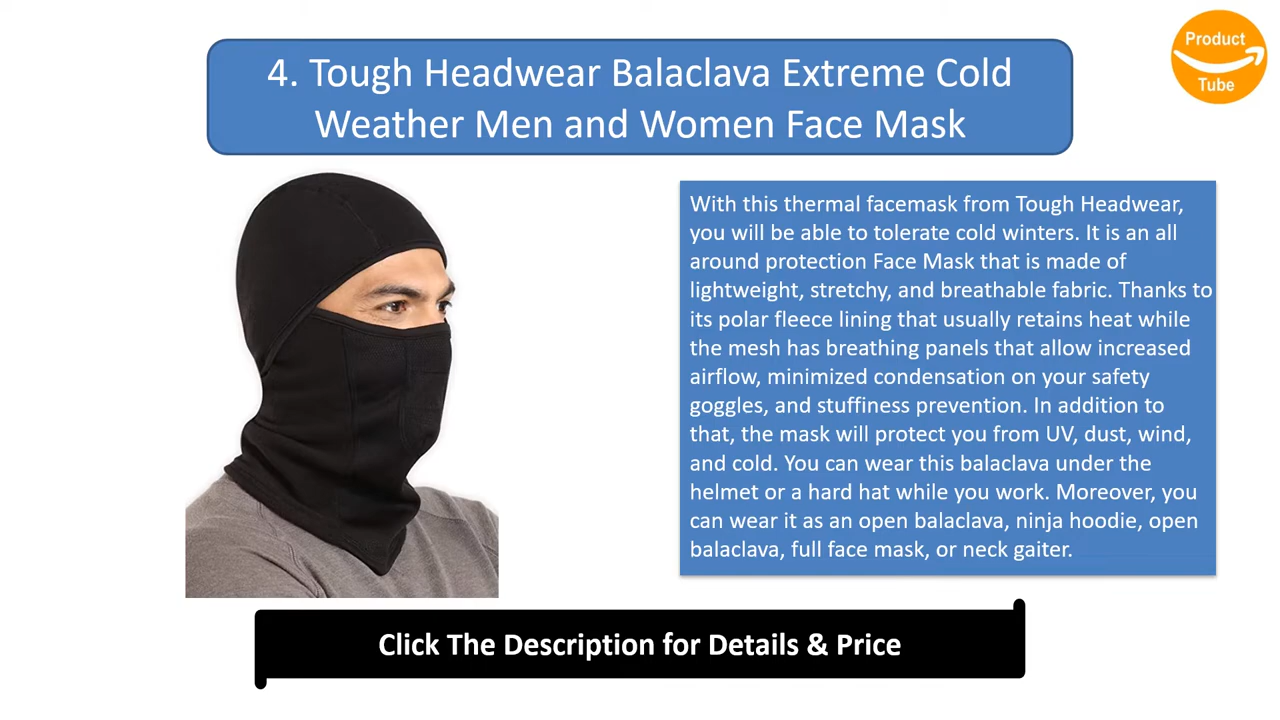 Product
Tube
4. Tough Headwear Balaclava Extreme Cold
Weather Men and Women Face Mask
With this thermal facemask from Tough Headwear,
you will be able to tolerate cold winters. It is an all
around protection Face Mask that is made of
lightweight, stretchy, and breathable fabric. Thanks to
its polar fleece lining that usually retains heat while
the mesh has breathing panels that allow increased
airflow, minimized condensation on your safety
goggles, and stuffiness prevention. In addition to
that, the mask will protect you from UV, dust, wind,
and cold. You can wear this balaclava under the
helmet or a hard hat while you work. Moreover, you
can wear it as an open balaclava, ninja hoodie, open
balaclava, full face mask, or neck gaiter.
Click The Description for Details & Price